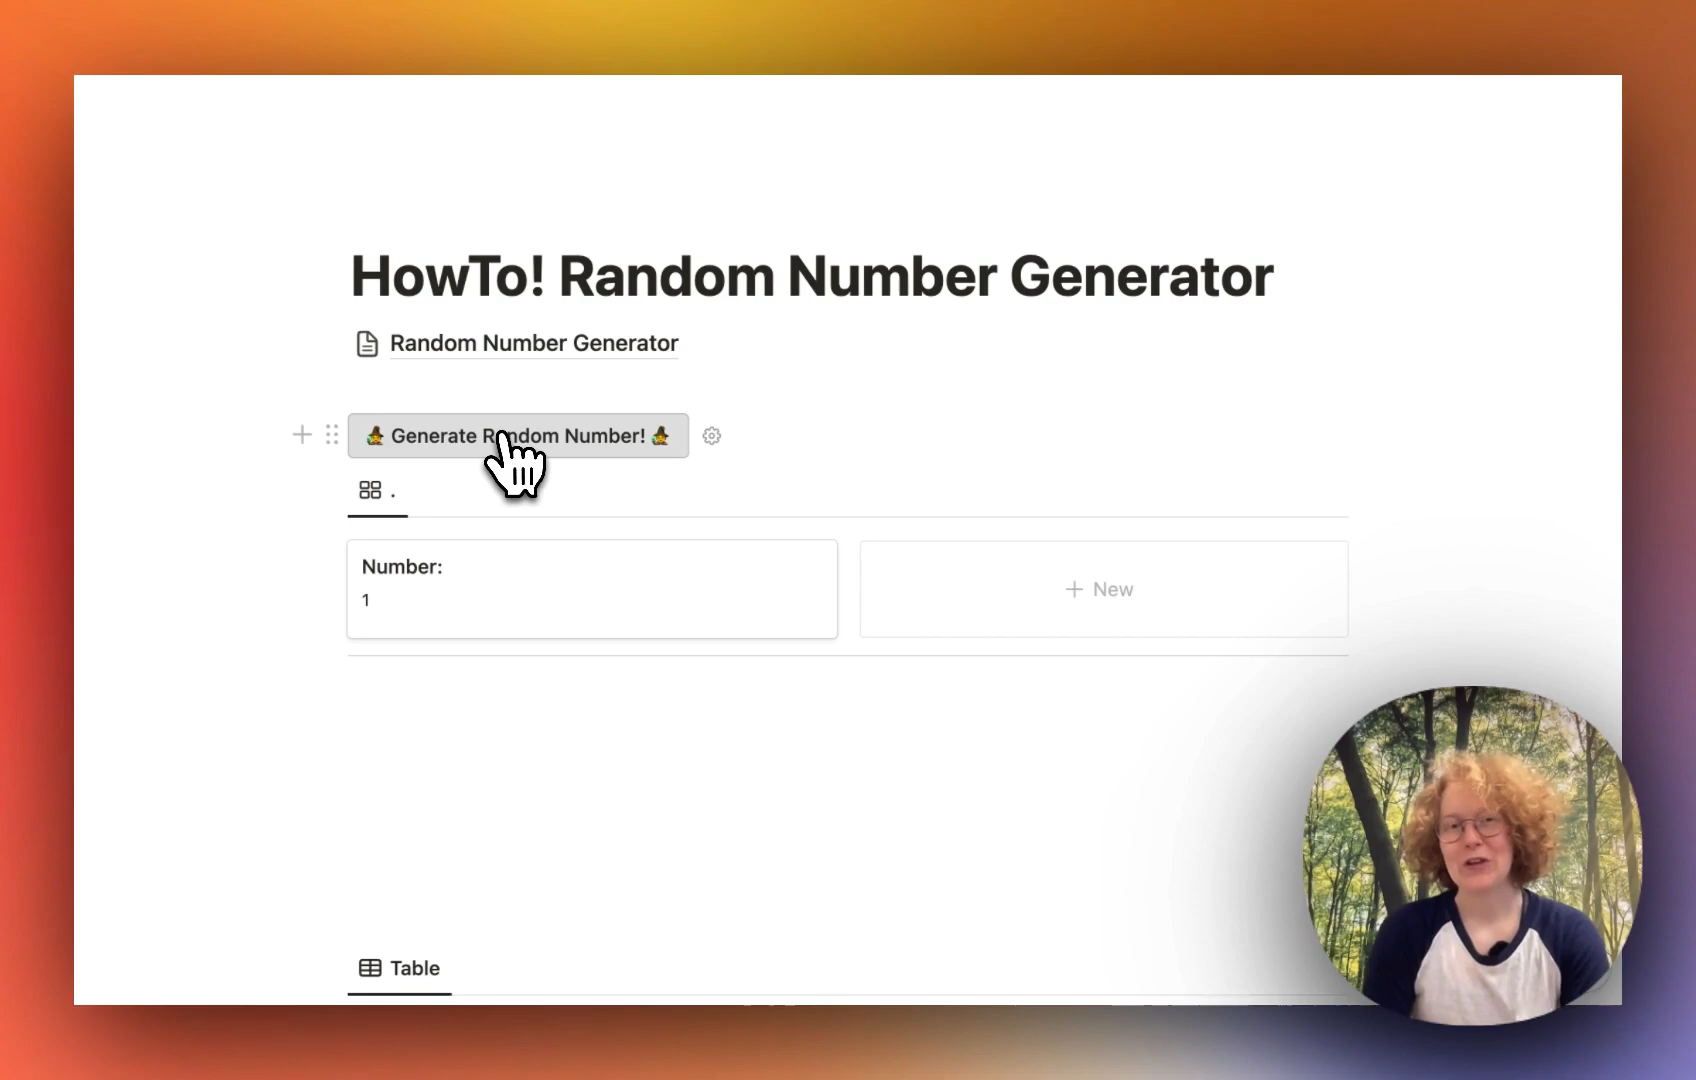 HowTo! Random Number Generator
Random Number Generator
Generate Random Number!
.
Number:
1
New
Table